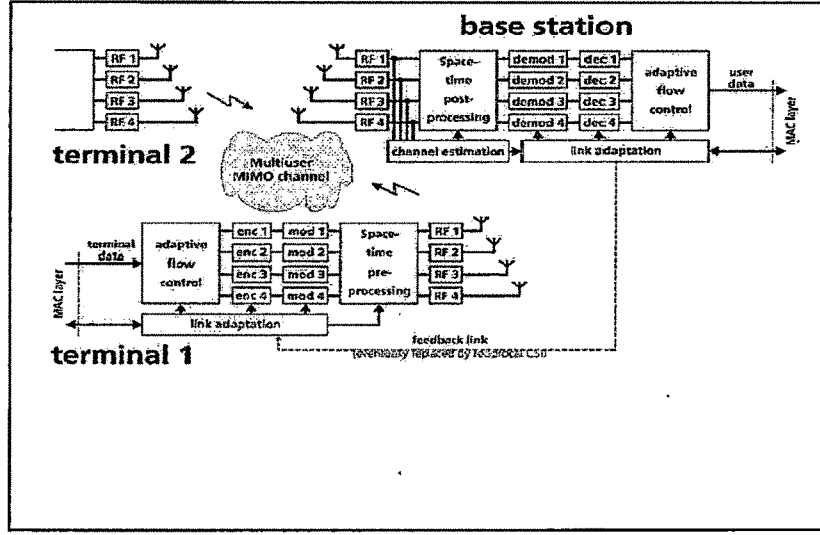 base station
RF 1
RF 2
RF 3
RF 4
terminal 2
RF 1
RF 2
RF 3
RF 4
Space-
time
post-
processing
demod 1
demod 2
demod 3
demod 4
dec 1
dec 2
dec 3
dec 4
adaptive
flow
control
user
data
MAC layer
channel estimation
link adaptation
Multiuser
MIMO channel
terminal
data
MAC layer
adaptive
flow
control
enc 1
enc 2
enc 3
enc 4
mod 1
mod 2
mod 3
mod 4
Space-
time
pre-
processing
RF 1
RF 2
RF 3
RF 4
link adaptation
terminal 1
feedback link
(eventually replaced by reciprocal CSI)